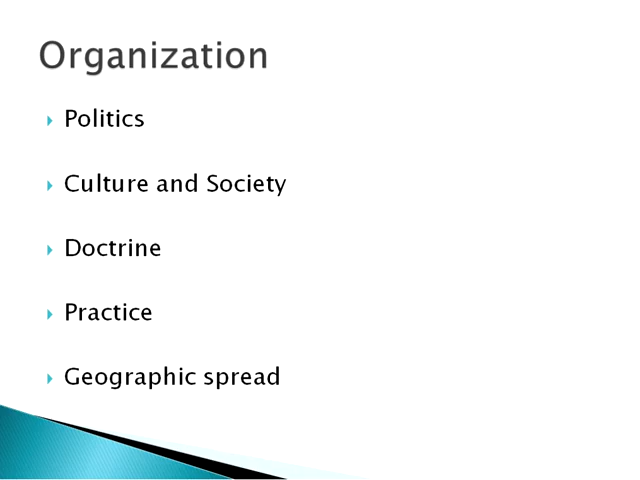 Organization
Politics
Culture and Society
Doctrine
Practice
Geographic spread